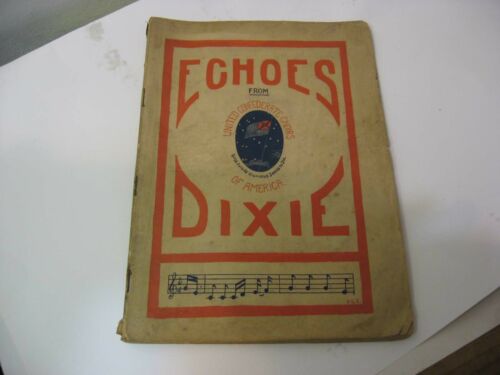 ECHOES
FROM
UNITED CONFEDERATE CHOIRS
OF AMERICA
DIXIE